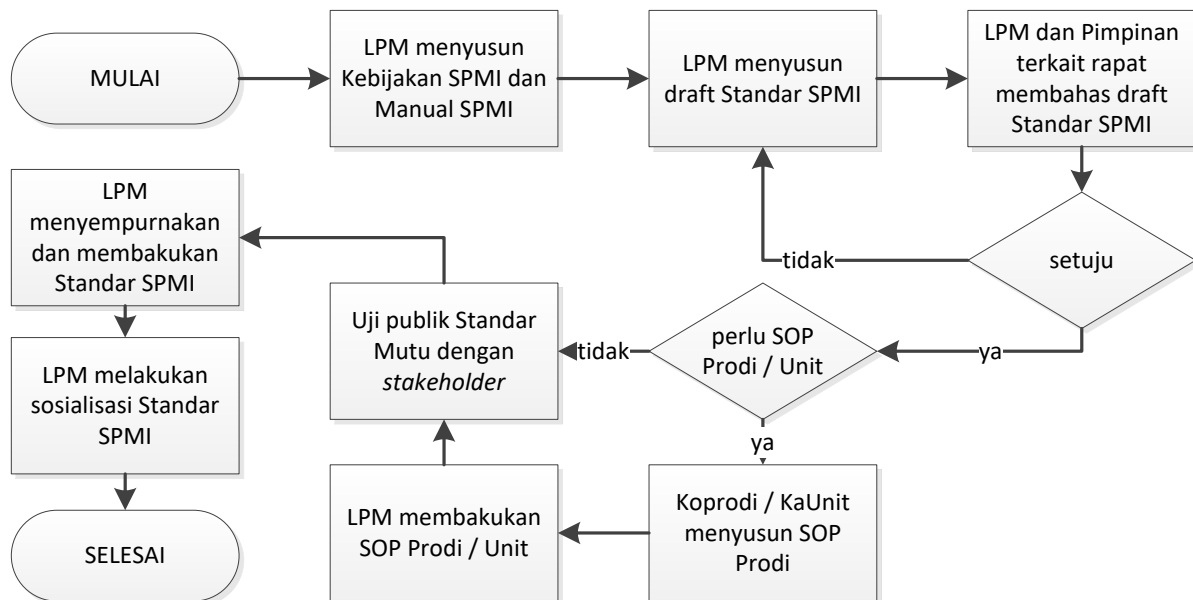 MULAI
LPM menyusun
Kebijakan SPMI dan
Manual SPMI
LPM menyusun
draft Standar SPMI
LPM dan Pimpinan
terkait rapat
membahas draft
Standar SPMI
setuju
tidak
ya
perlu SOP
Prodi / Unit
tidak
ya
Koprodi / KaUnit
menyusun SOP
Prodi
LPM membakukan
SOP Prodi / Unit
Uji publik Standar
Mutu dengan
stakeholder
LPM
menyempurnakan
dan membakukan
Standar SPMI
LPM melakukan
sosialisasi Standar
SPMI
SELESAI